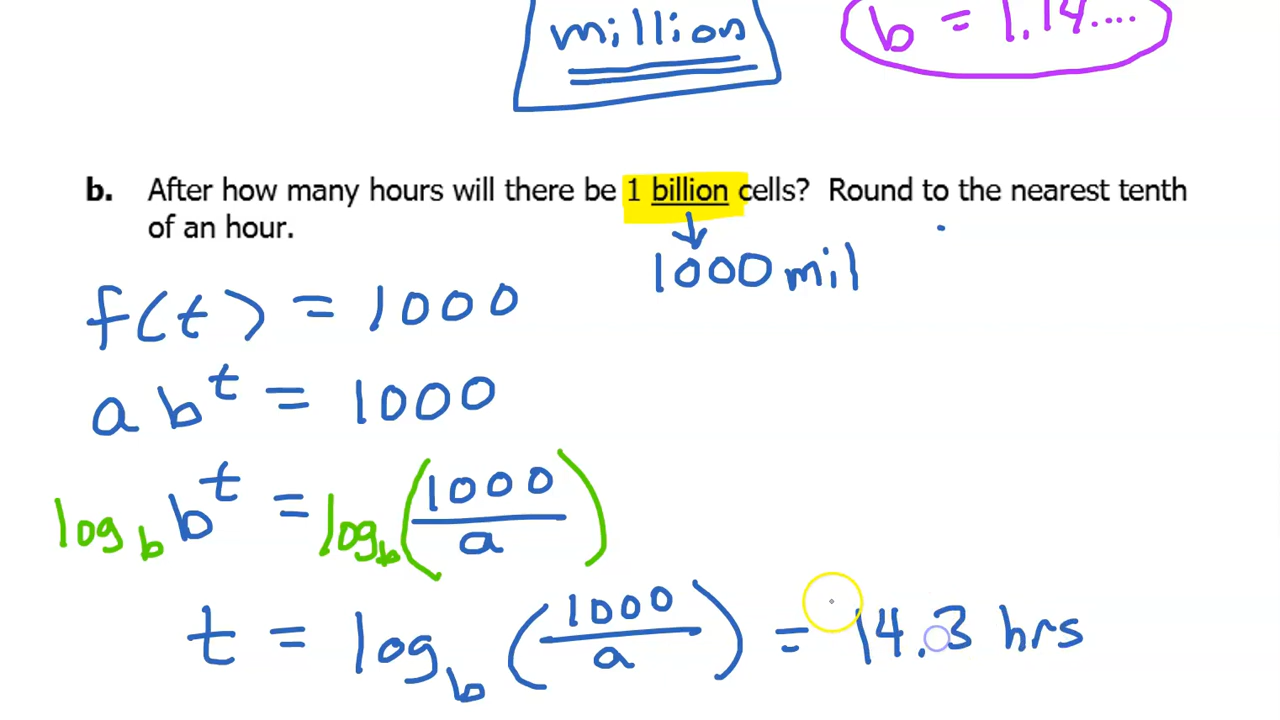 million
b = 1.14....
b. After how many hours will there be 1 billion cells? Round to the nearest tenth
of an hour.
1000 mil
f(t) = 1000
a b^t = 1000
log_b b^t = log_b (1000/a)
t = log_b (1000/a) = 14.3 hrs